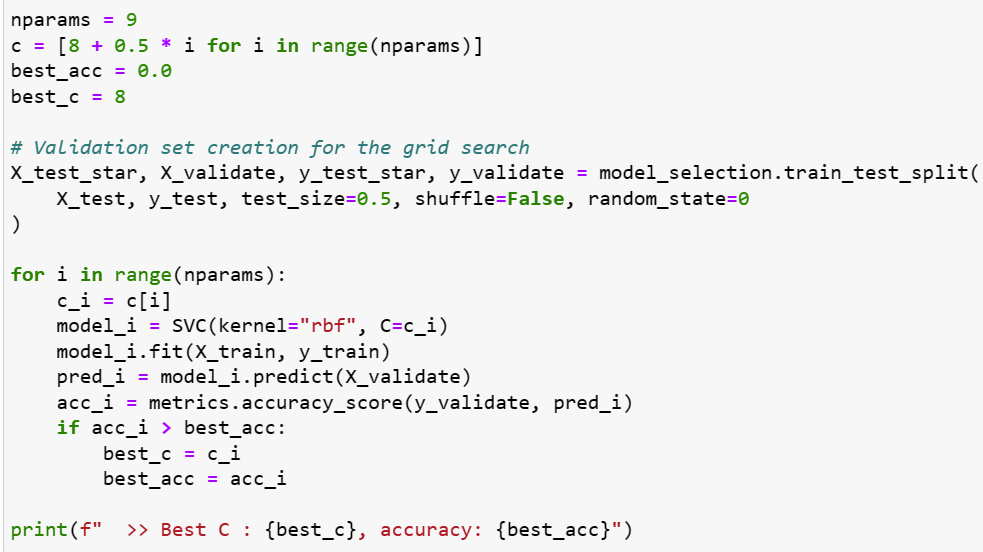 nparams = 9
c = [8 + 0.5 * i for i in range(nparams)]
best_acc = 0.0
best_c = 8
# Validation set creation for the grid search
X_test_star, X_validate, y_test_star, y_validate = model_selection.train_test_split(
    X_test, y_test, test_size=0.5, shuffle=False, random_state=0
)
for i in range(nparams):
    c_i = c[i]
    model_i = SVC(kernel="rbf", C=c_i)
    model_i.fit(X_train, y_train)
    pred_i = model_i.predict(X_validate)
    acc_i = metrics.accuracy_score(y_validate, pred_i)
    if acc_i > best_acc:
        best_c = c_i
        best_acc = acc_i
print(f"  >> Best C : {best_c}, accuracy: {best_acc}")